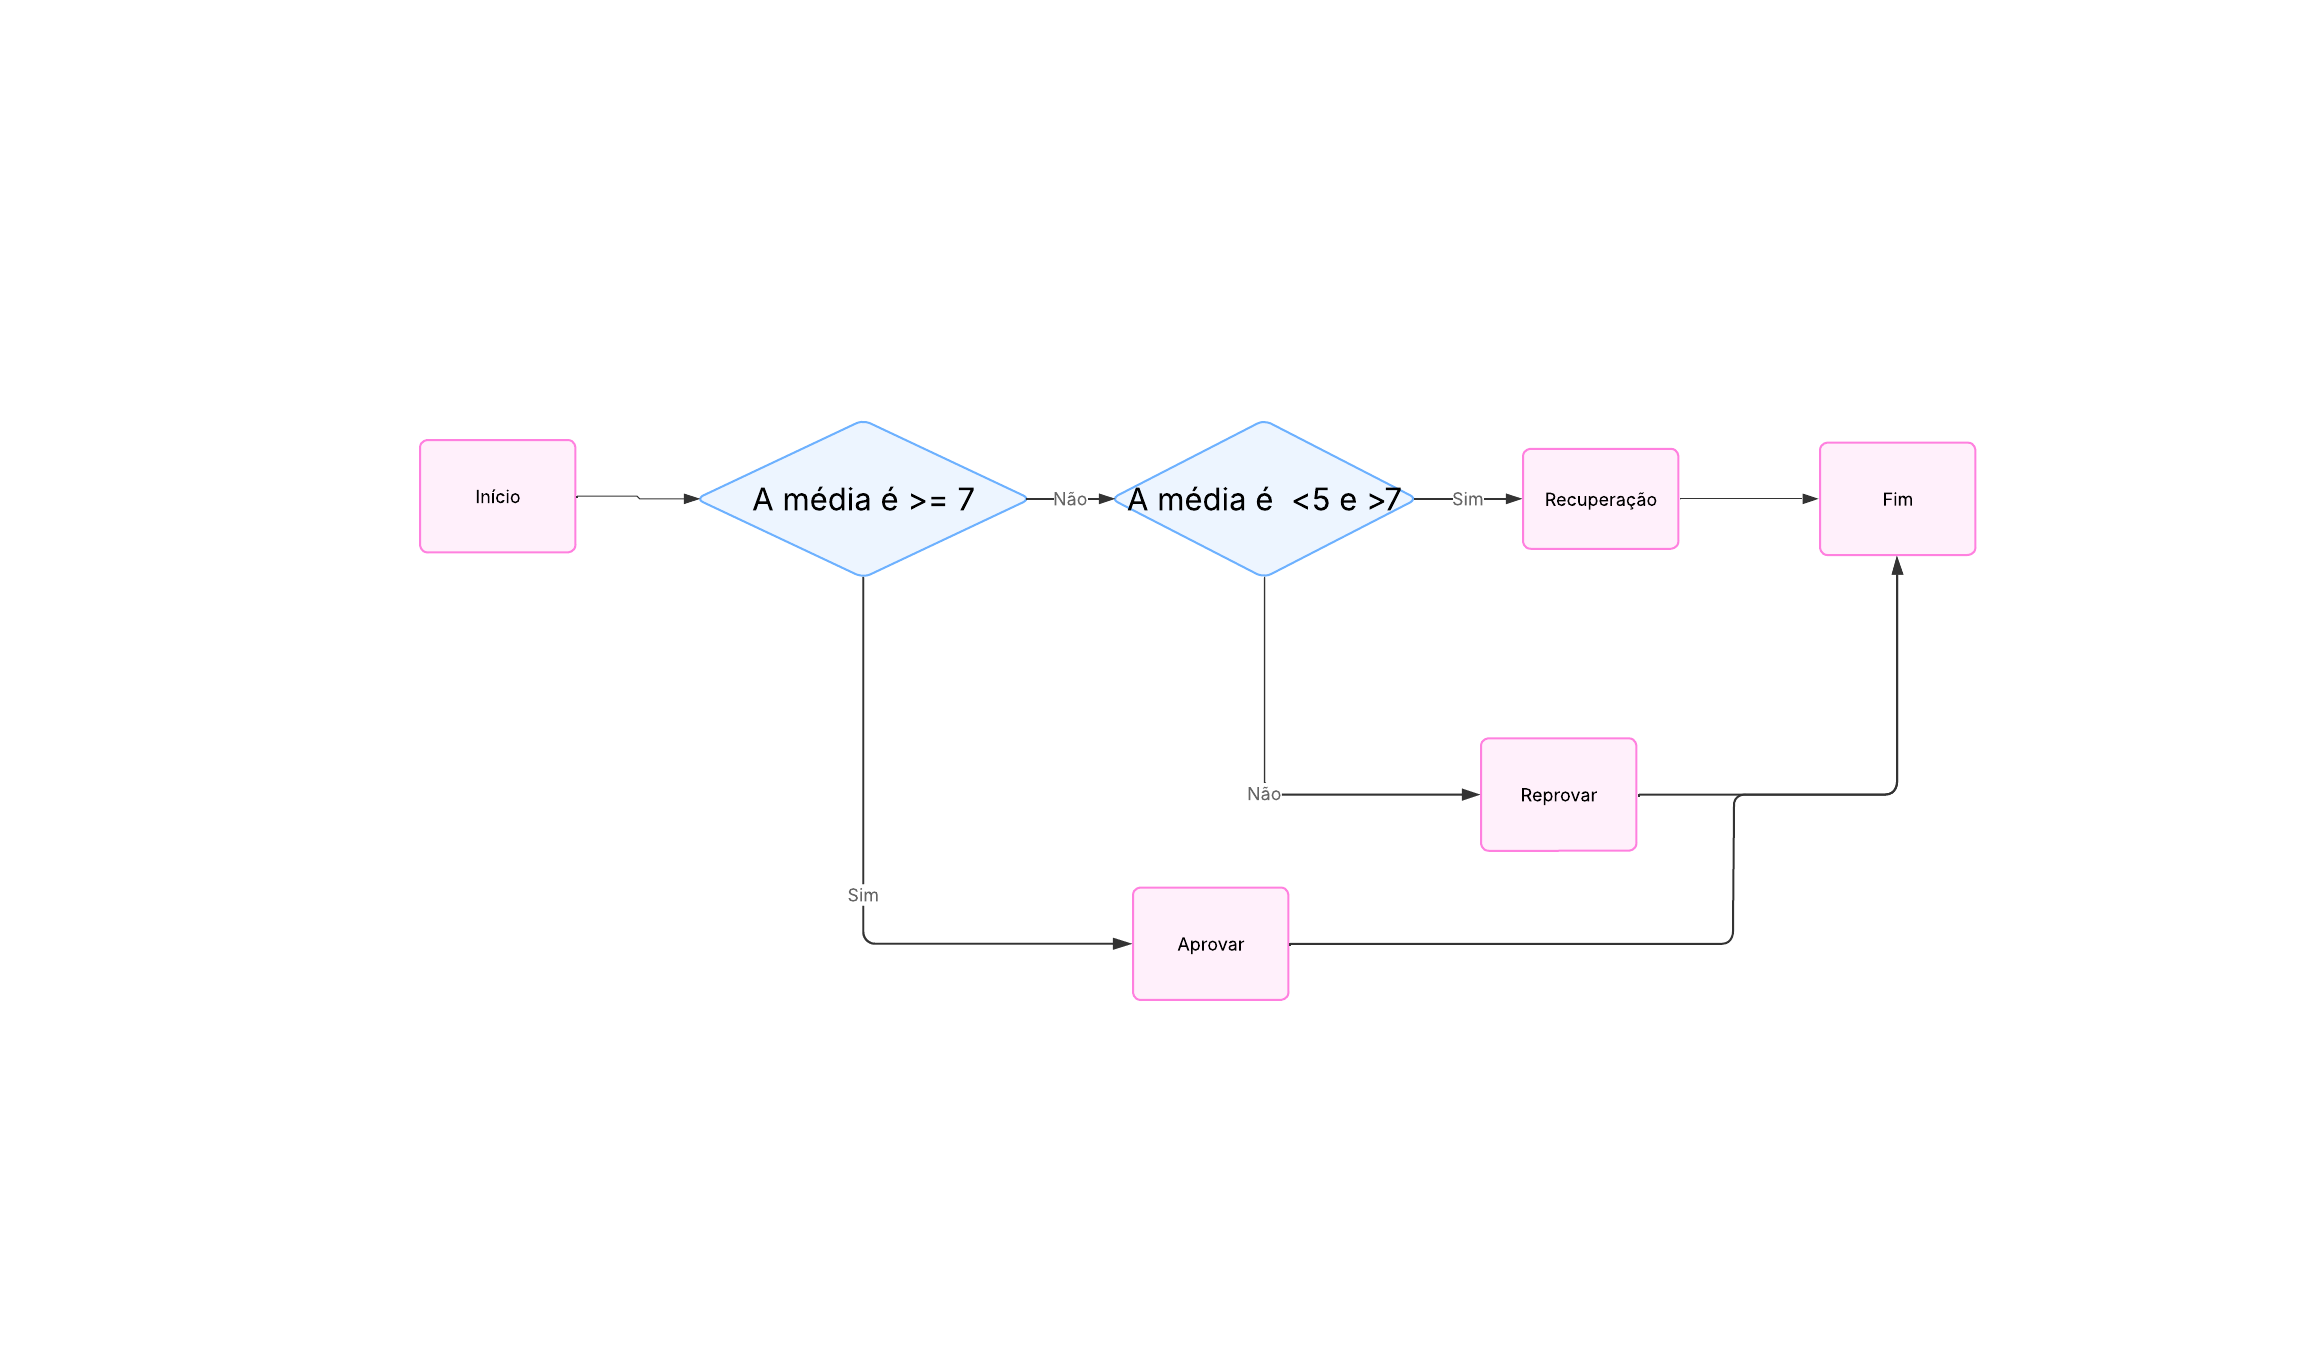 Início
A média é >= 7
Não
A média é  <5 e >7
Sim
Recuperação
Fim
Não
Reprovar
Sim
Aprovar